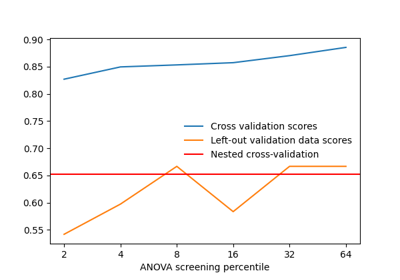 0.90
0.85
0.80
0.75
0.70
0.65
0.60
0.55
Cross validation scores
Left-out validation data scores
Nested cross-validation
2 4 8 16 32 64
ANOVA screening percentile